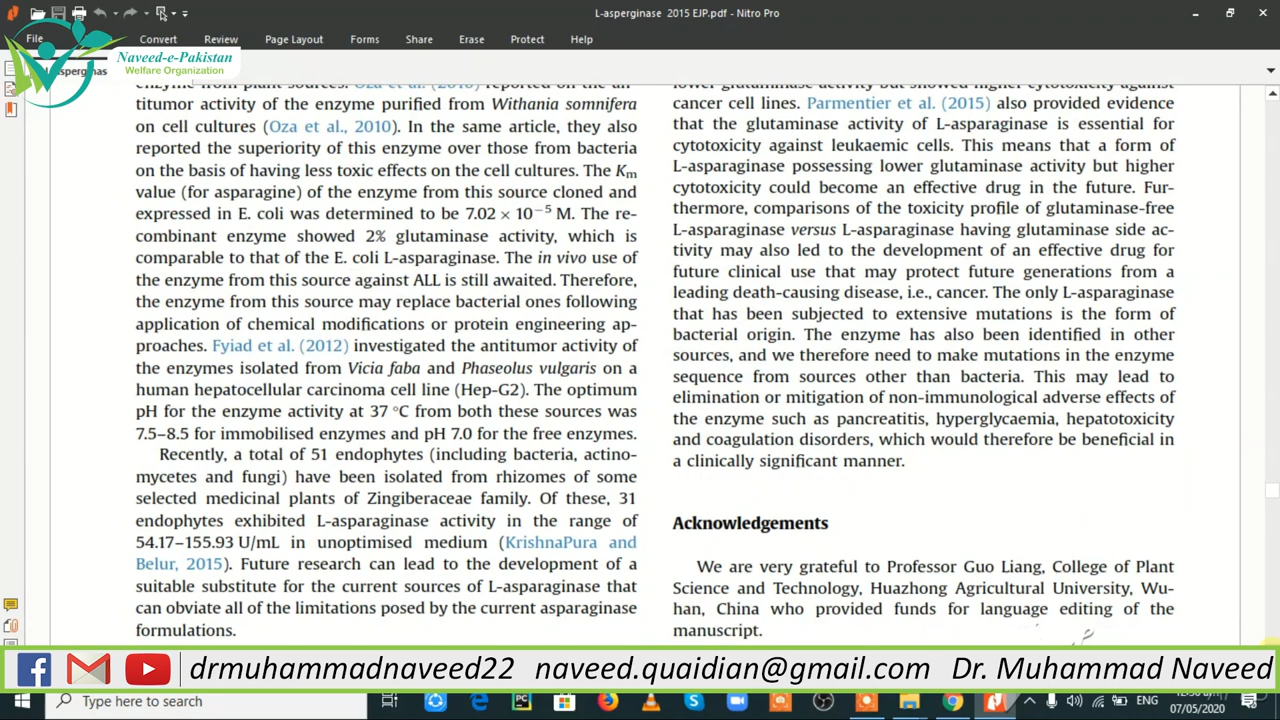 L-asperginase 2015 EJP.pdf - Nitro Pro
File
Convert
Review
Page Layout
Forms
Share
Erase
Protect
Help
Naveed-e-Pakistan
Welfare Organization
titumor activity of the enzyme purified from Withania somnifera
on cell cultures (Oza et al., 2010). In the same article, they also
reported the superiority of this enzyme over those from bacteria
on the basis of having less toxic effects on the cell cultures. The Km
value (for asparagine) of the enzyme from this source cloned and
expressed in E. coli was determined to be 7.02 × 10⁻⁵ M. The re-
combinant enzyme showed 2% glutaminase activity, which is
comparable to that of the E. coli L-asparaginase. The in vivo use of
the enzyme from this source against ALL is still awaited. Therefore,
the enzyme from this source may replace bacterial ones following
application of chemical modifications or protein engineering ap-
proaches. Fyiad et al. (2012) investigated the antitumor activity of
the enzymes isolated from Vicia faba and Phaseolus vulgaris on a
human hepatocellular carcinoma cell line (Hep-G2). The optimum
pH for the enzyme activity at 37 °C from both these sources was
7.5–8.5 for immobilised enzymes and pH 7.0 for the free enzymes.
Recently, a total of 51 endophytes (including bacteria, actino-
mycetes and fungi) have been isolated from rhizomes of some
selected medicinal plants of Zingiberaceae family. Of these, 31
endophytes exhibited L-asparaginase activity in the range of
54.17–155.93 U/mL in unoptimised medium (KrishnaPura and
Belur, 2015). Future research can lead to the development of a
suitable substitute for the current sources of L-asparaginase that
can obviate all of the limitations posed by the current asparaginase
formulations.
lower glutaminase activity but showed higher cytotoxicity against
cancer cell lines. Parmentier et al. (2015) also provided evidence
that the glutaminase activity of L-asparaginase is essential for
cytotoxicity against leukaemic cells. This means that a form of
L-asparaginase possessing lower glutaminase activity but higher
cytotoxicity could become an effective drug in the future. Fur-
thermore, comparisons of the toxicity profile of glutaminase-free
L-asparaginase versus L-asparaginase having glutaminase side ac-
tivity may also led to the development of an effective drug for
future clinical use that may protect future generations from a
leading death-causing disease, i.e., cancer. The only L-asparaginase
that has been subjected to extensive mutations is the form of
bacterial origin. The enzyme has also been identified in other
sources, and we therefore need to make mutations in the enzyme
sequence from sources other than bacteria. This may lead to
elimination or mitigation of non-immunological adverse effects of
the enzyme such as pancreatitis, hyperglycaemia, hepatotoxicity
and coagulation disorders, which would therefore be beneficial in
a clinically significant manner.
Acknowledgements
We are very grateful to Professor Guo Liang, College of Plant
Science and Technology, Huazhong Agricultural University, Wu-
han, China who provided funds for language editing of the
manuscript.
drmuhammadnaveed22 naveed.quaidian@gmail.com Dr. Muhammad Naveed
Type here to search
ENG
07/05/2020